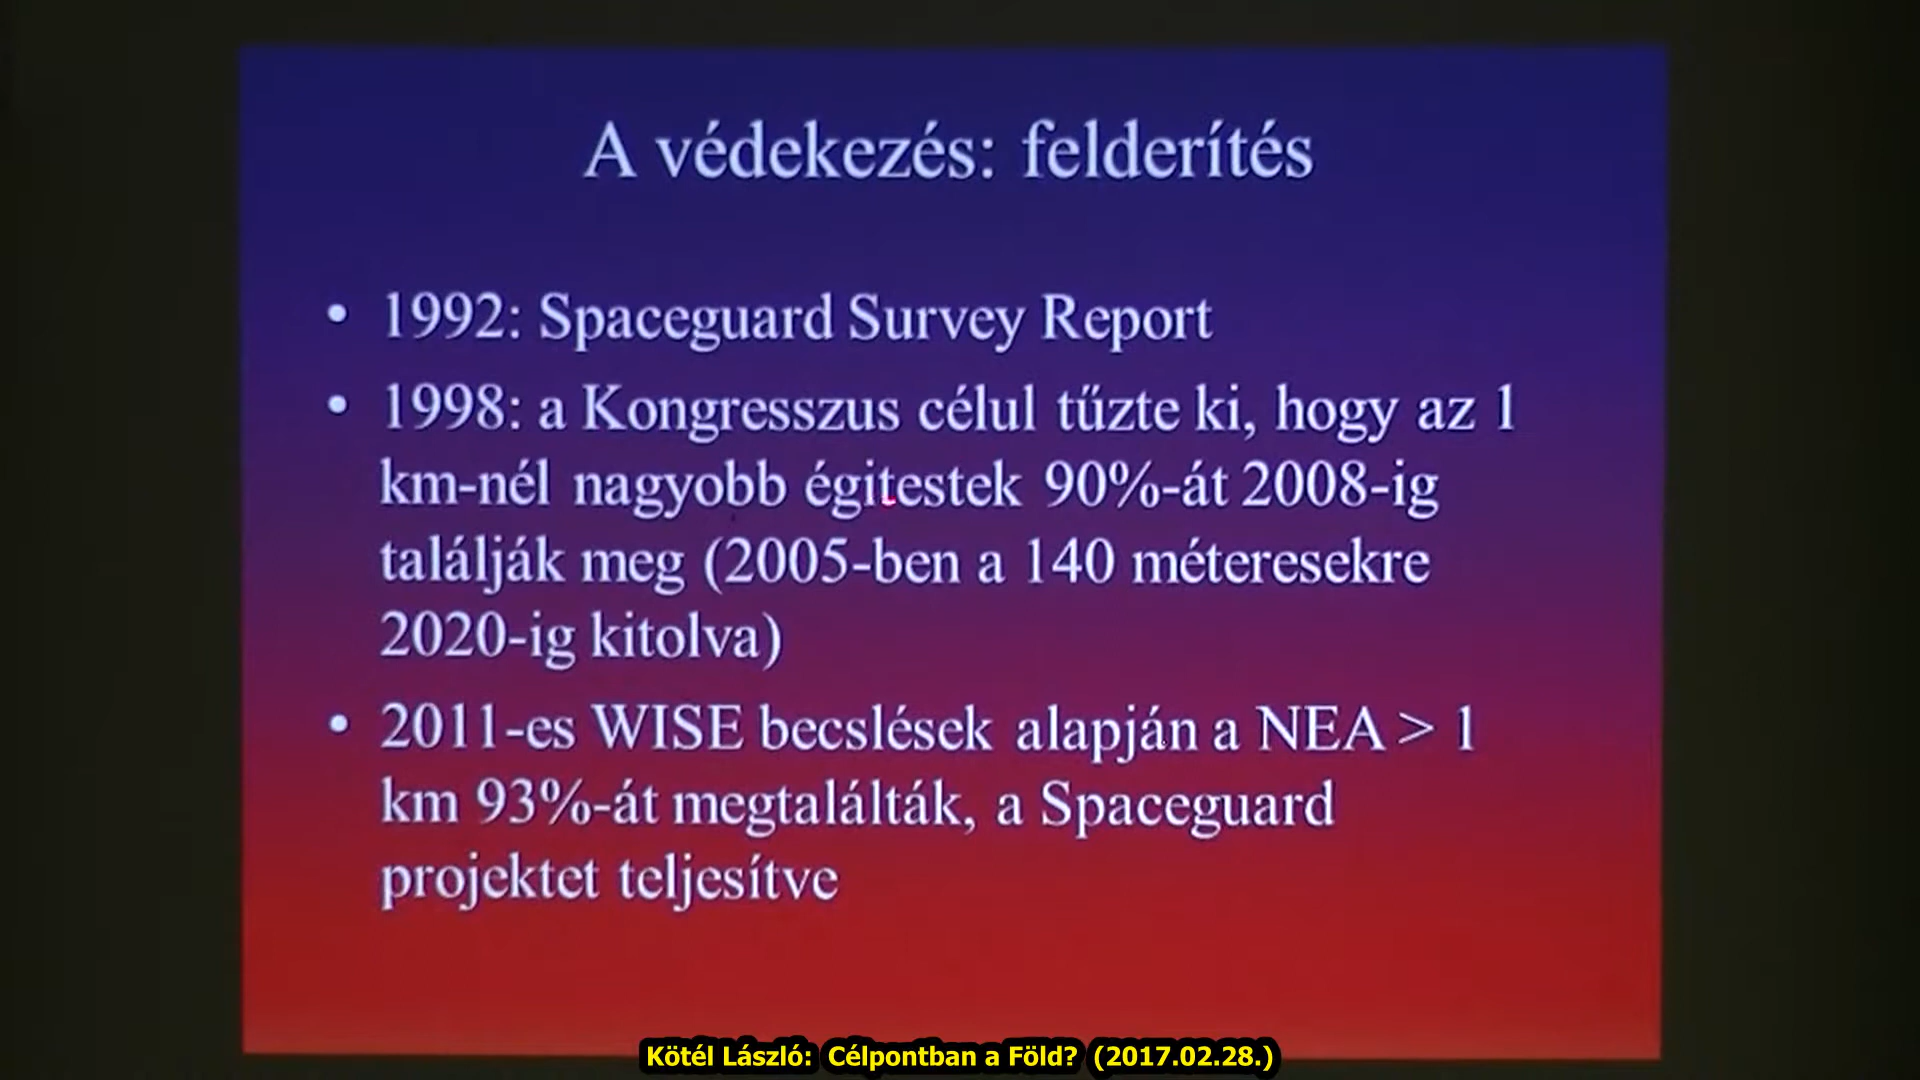 A védekezés: felderítés
• 1992: Spaceguard Survey Report
• 1998: a Kongresszus célul tűzte ki, hogy az 1
km-nél nagyobb égitestek 90%-át 2008-ig
találják meg (2005-ben a 140 méteresekre
2020-ig kitolva)
• 2011-es WISE becslések alapján a NEA > 1
km 93%-át megtalálták, a Spaceguard
projektet teljesítve
Kötél László: Célpontban a Föld? (2017.02.28.)